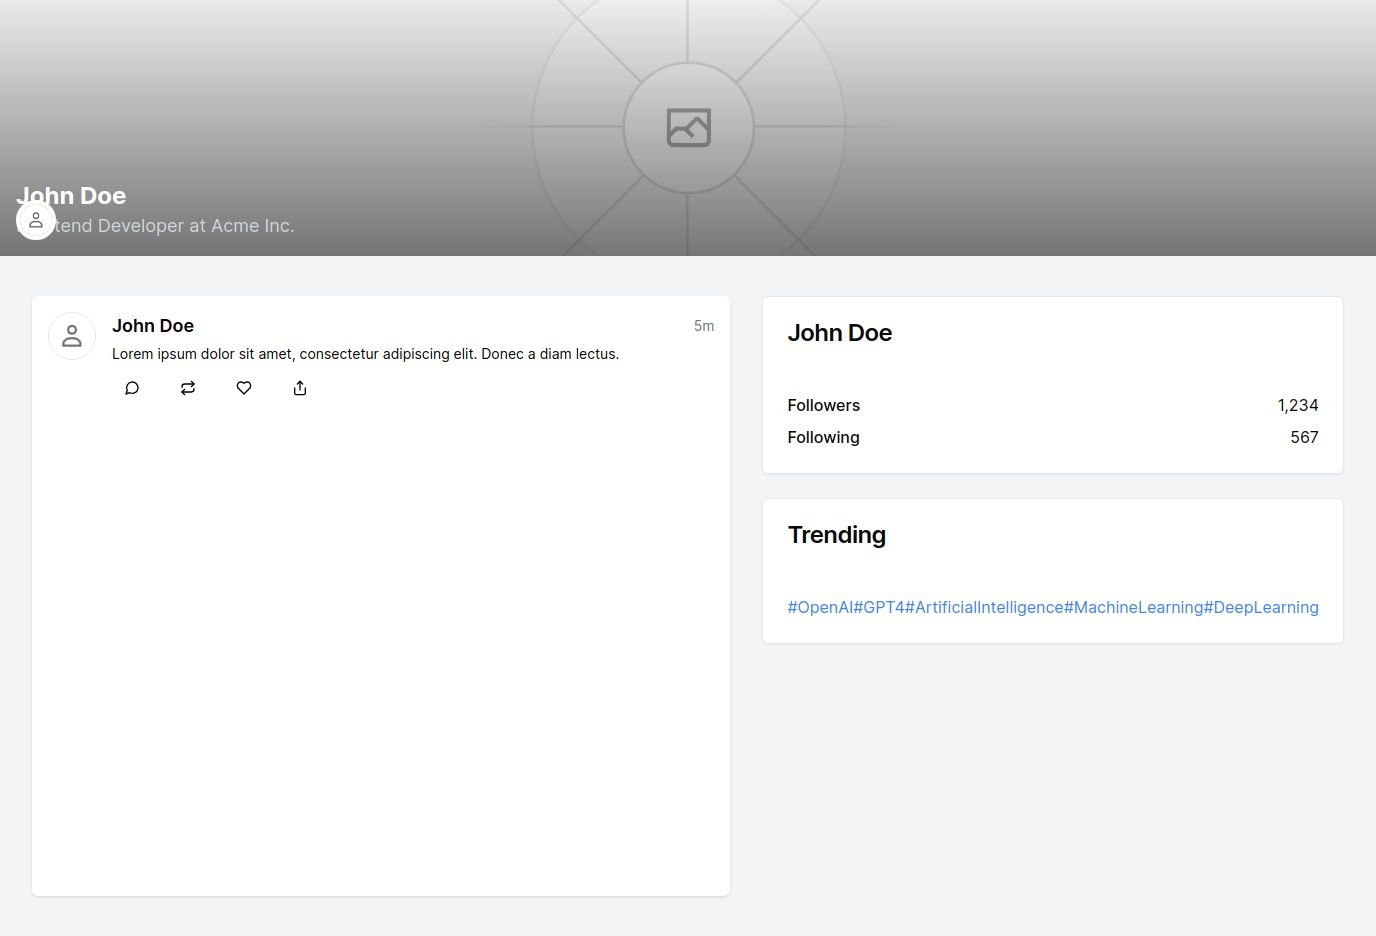 John Doe
tend Developer at Acme Inc.
John Doe
5m
Lorem ipsum dolor sit amet, consectetur adipiscing elit. Donec a diam lectus.
John Doe
Followers 1,234
Following 567
Trending
#OpenAI#GPT4#ArtificialIntelligence#MachineLearning#DeepLearning